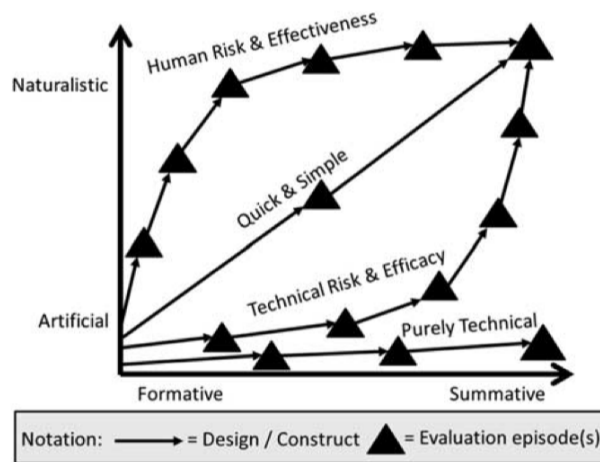 Human Risk & Effectiveness
Naturalistic
Quick & Simple
Technical Risk & Efficacy
Artificial
Purely Technical
Formative
Summative
Notation:
= Design / Construct
= Evaluation episode(s)